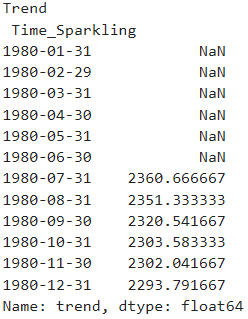 Trend
Time_Sparkling
1980-01-31 NaN
1980-02-29 NaN
1980-03-31 NaN
1980-04-30 NaN
1980-05-31 NaN
1980-06-30 NaN
1980-07-31 2360.666667
1980-08-31 2351.333333
1980-09-30 2320.541667
1980-10-31 2303.583333
1980-11-30 2302.041667
1980-12-31 2293.791667
Name: trend, dtype: float64